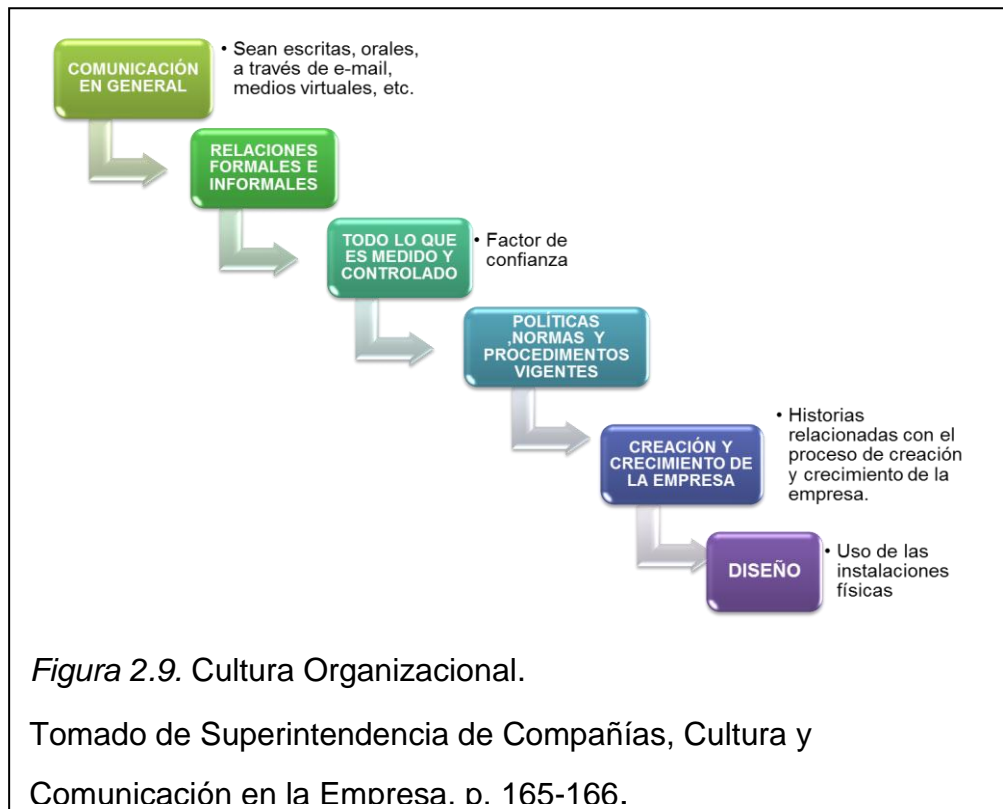 COMUNICACIÓN
EN GENERAL
• Sean escritas, orales,
a través de e-mail,
medios virtuales, etc.
RELACIONES
FORMALES E
INFORMALES
TODO LO QUE
ES MEDIDO Y
CONTROLADO
• Factor de
confianza
POLÍTICAS
,NORMAS Y
PROCEDIMENTOS
VIGENTES
CREACIÓN Y
CRECIMIENTO DE
LA EMPRESA
• Historias
relacionadas con el
proceso de creación
y crecimiento de la
empresa.
DISEÑO
• Uso de las
instalaciones
físicas
Figura 2.9. Cultura Organizacional.
Tomado de Superintendencia de Compañías, Cultura y
Comunicación en la Empresa. p. 165-166.